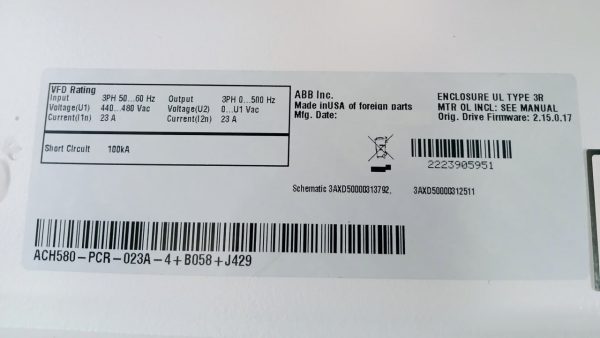 VFD Rating
Input 3PH 50...60 Hz Output 3PH 0...500 Hz
Voltage(U1) 440...480 Vac Voltage(U2) 0...U1 Vac
Current(I1n) 23 A Current(I2n) 23 A
Short Circuit 100kA
ABB Inc.
Made inUSA of foreign parts
Mfg. Date:
ENCLOSURE UL TYPE 3R
MTR OL INCL: SEE MANUAL
Orig. Drive Firmware: 2.15.0.17
2223905951
Schematic 3AXD50000313792, 3AXD50000312511
ACH580-PCR-023A-4+B058+J429